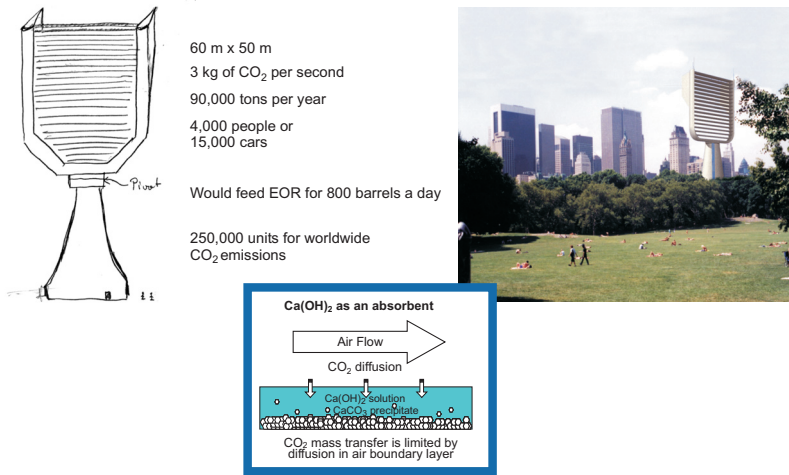 60 m x 50 m
3 kg of CO₂ per second
90,000 tons per year
4,000 people or
15,000 cars
Pivot
Would feed EOR for 800 barrels a day
250,000 units for worldwide
CO₂ emissions
Ca(OH)₂ as an absorbent
Air Flow
CO₂ diffusion
Ca(OH)₂ solution
CaCO₃ precipitate
CO₂ mass transfer is limited by
diffusion in air boundary layer